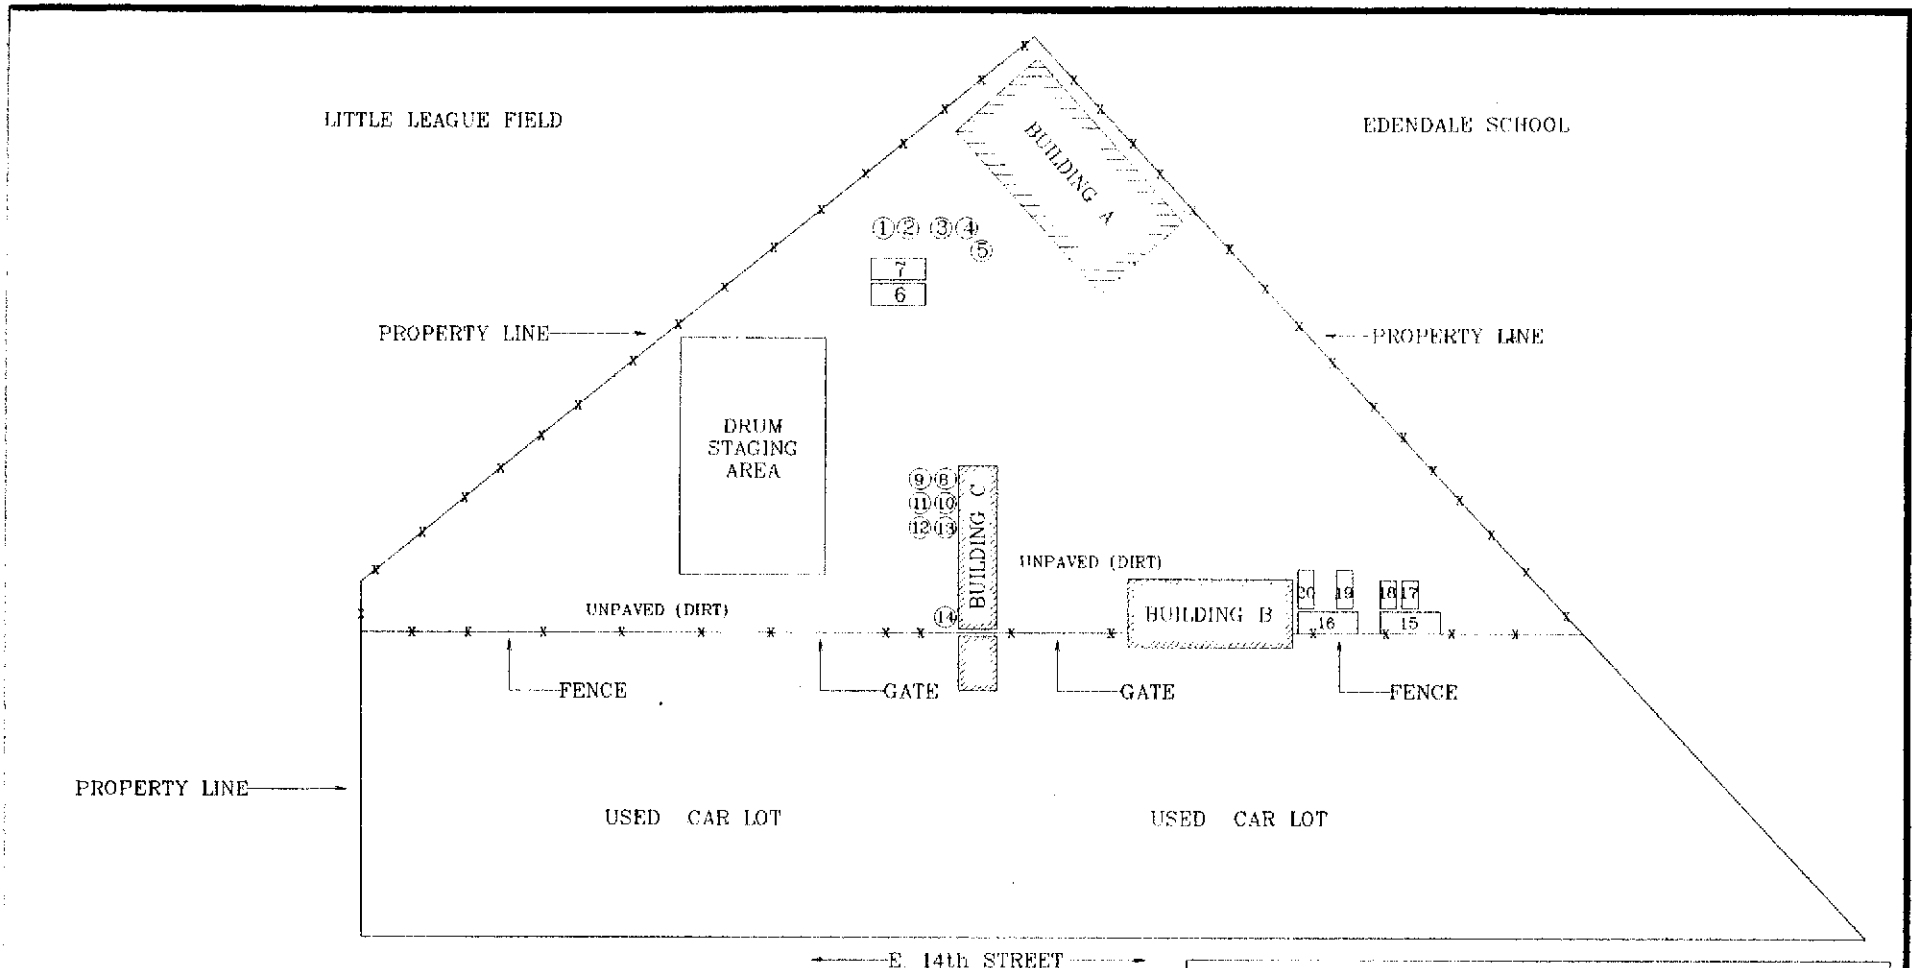 LITTLE LEAGUE FIELD
EDENDALE SCHOOL
BUILDING A
1 2 3 4
5
7
6
PROPERTY LINE
PROPERTY LINE
DRUM
STAGING
AREA
9 8
11 10
12 13
BUILDING C
UNPAVED (DIRT)
20 19 18 17
UNPAVED (DIRT)
14
BUILDING B
16 15
FENCE
GATE
GATE
FENCE
PROPERTY LINE
USED CAR LOT
USED CAR LOT
E. 14th STREET